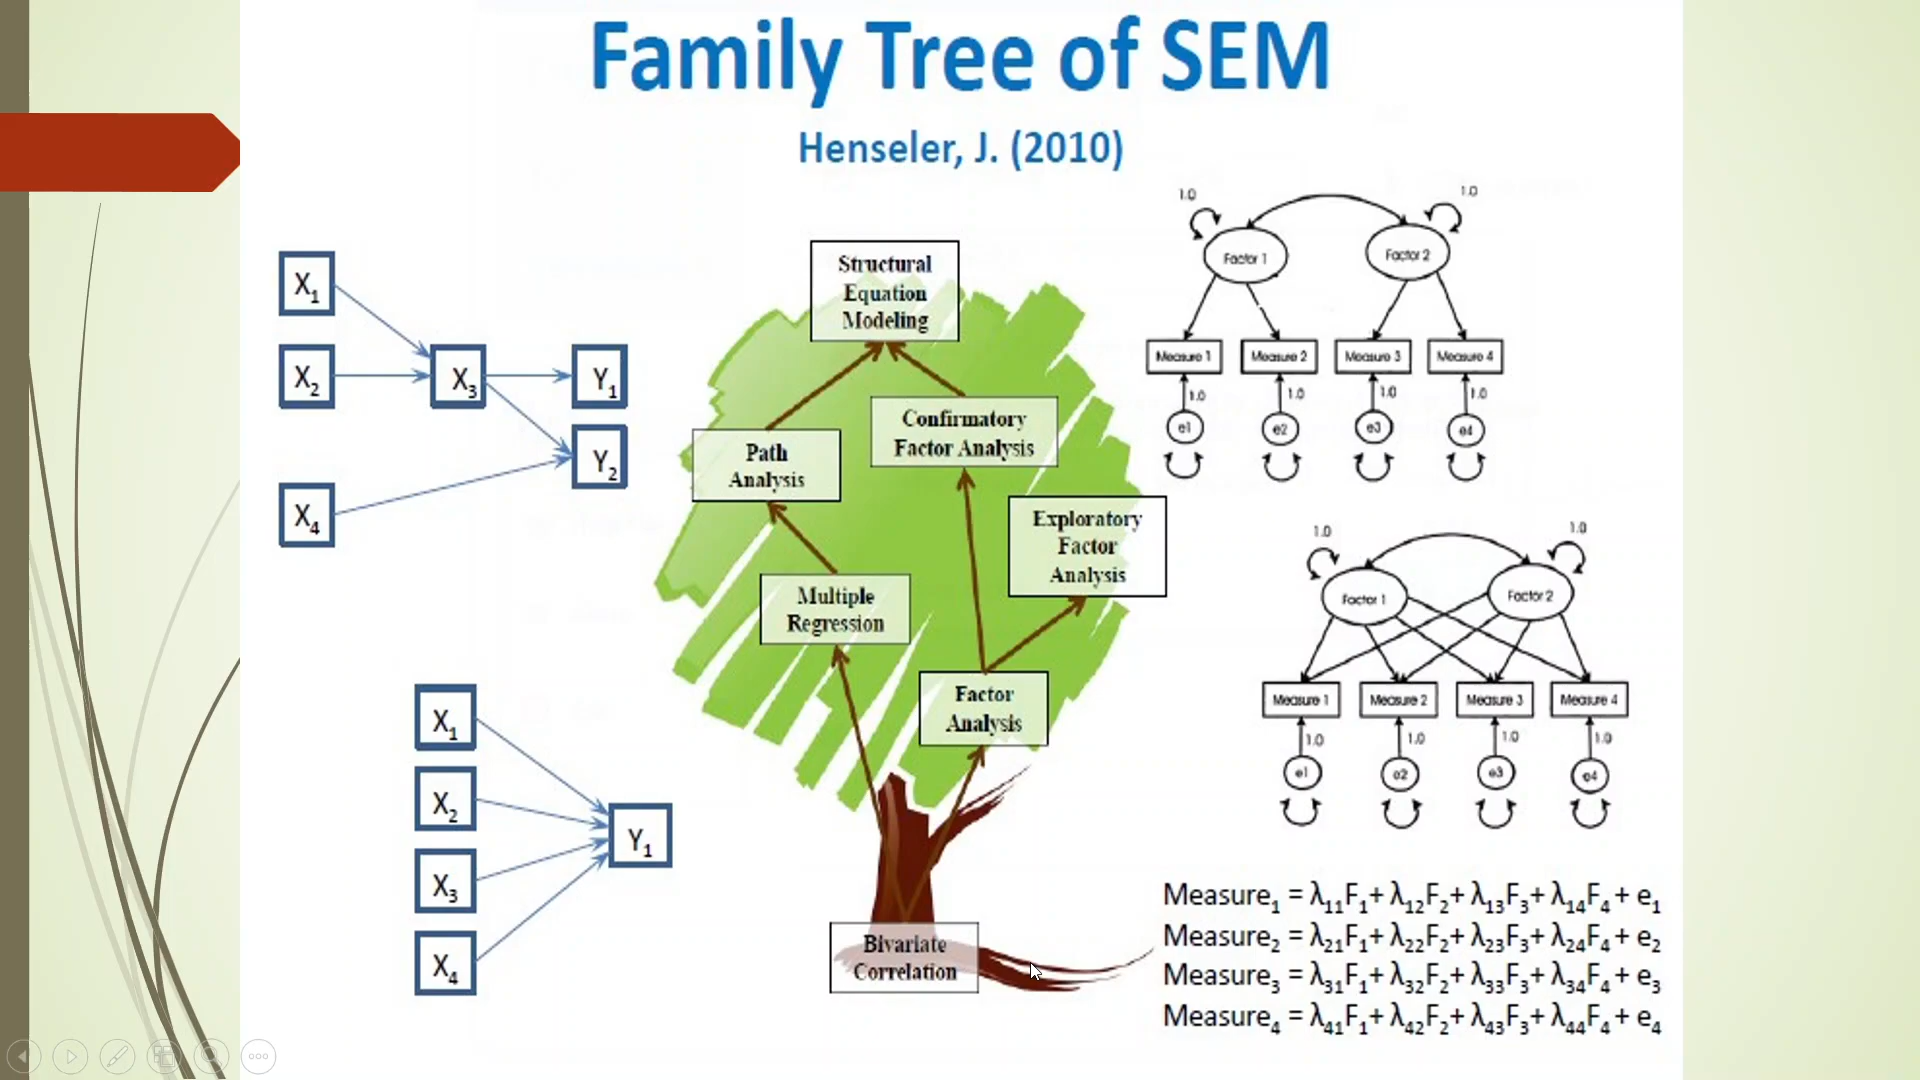 Family Tree of SEM
Henseler, J. (2010)
X1
X2
X3
X4
Y1
Y2
Structural
Equation
Modeling
Path
Analysis
Confirmatory
Factor Analysis
Exploratory
Factor
Analysis
Multiple
Regression
Factor
Analysis
Bivariate
Correlation
1.0 1.0
Factor 1 Factor 2
Measure 1 Measure 2 Measure 3 Measure 4
1.0 1.0 1.0 1.0
e1 e2 e3 e4
1.0 1.0
Factor 1 Factor 2
Measure 1 Measure 2 Measure 3 Measure 4
1.0 1.0 1.0 1.0
e1 e2 e3 e4
X1
X2
X3
X4
Y1
Measure1 = λ11F1+ λ12F2+ λ13F3+ λ14F4 + e1
Measure2 = λ21F1+ λ22F2+ λ23F3+ λ24F4 + e2
Measure3 = λ31F1+ λ32F2+ λ33F3+ λ34F4 + e3
Measure4 = λ41F1+ λ42F2+ λ43F3+ λ44F4 + e4